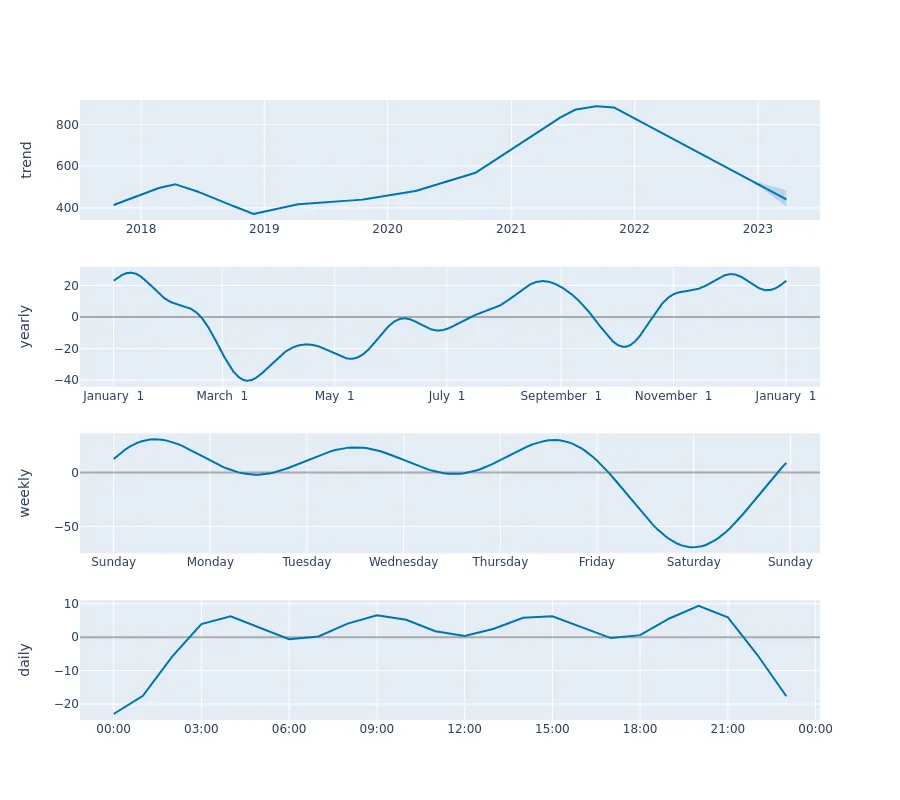 trend
800
600
400
2018 2019 2020 2021 2022 2023
yearly
20
0
−20
−40
January 1 March 1 May 1 July 1 September 1 November 1 January 1
weekly
0
−50
Sunday Monday Tuesday Wednesday Thursday Friday Saturday Sunday
daily
10
0
−10
−20
00:00 03:00 06:00 09:00 12:00 15:00 18:00 21:00 00:00